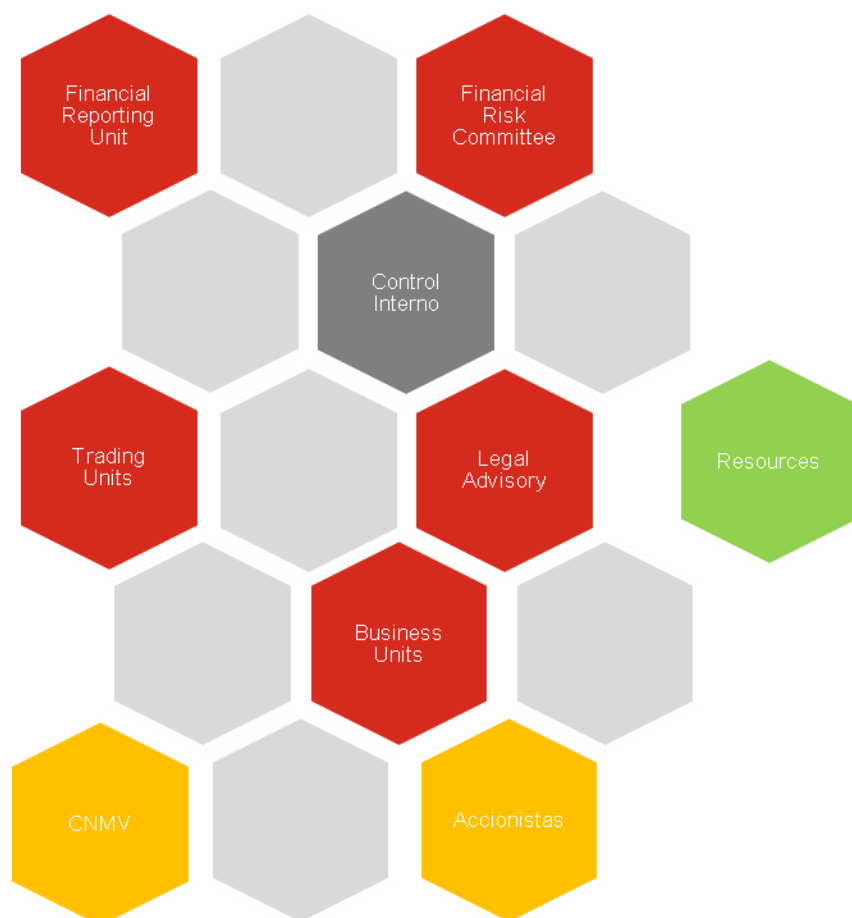 Financial
Reporting
Unit
Financial
Risk
Committee
Control
Interno
Trading
Units
Legal
Advisory
Resources
Business
Units
CNMV
Accionistas